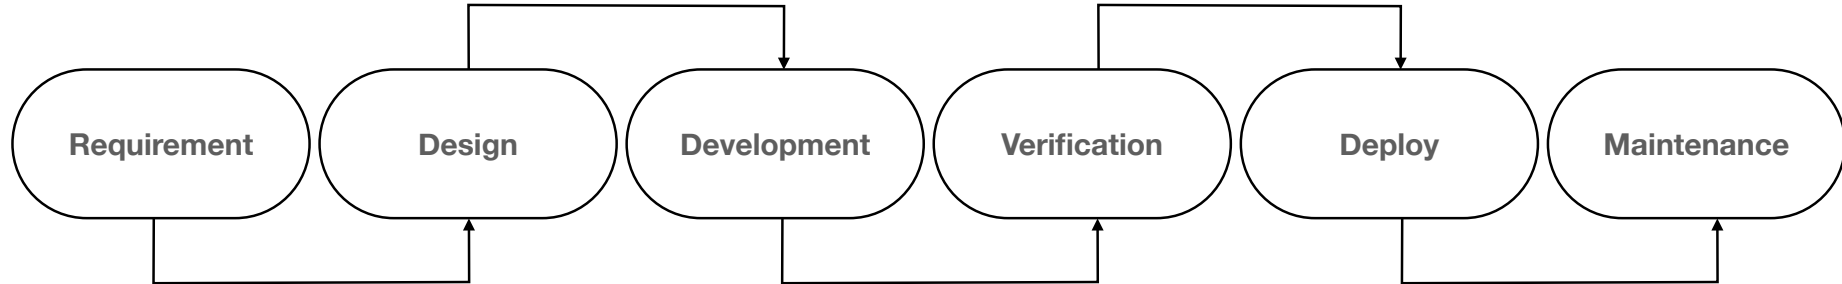 Requirement
Design
Development
Verification
Deploy
Maintenance